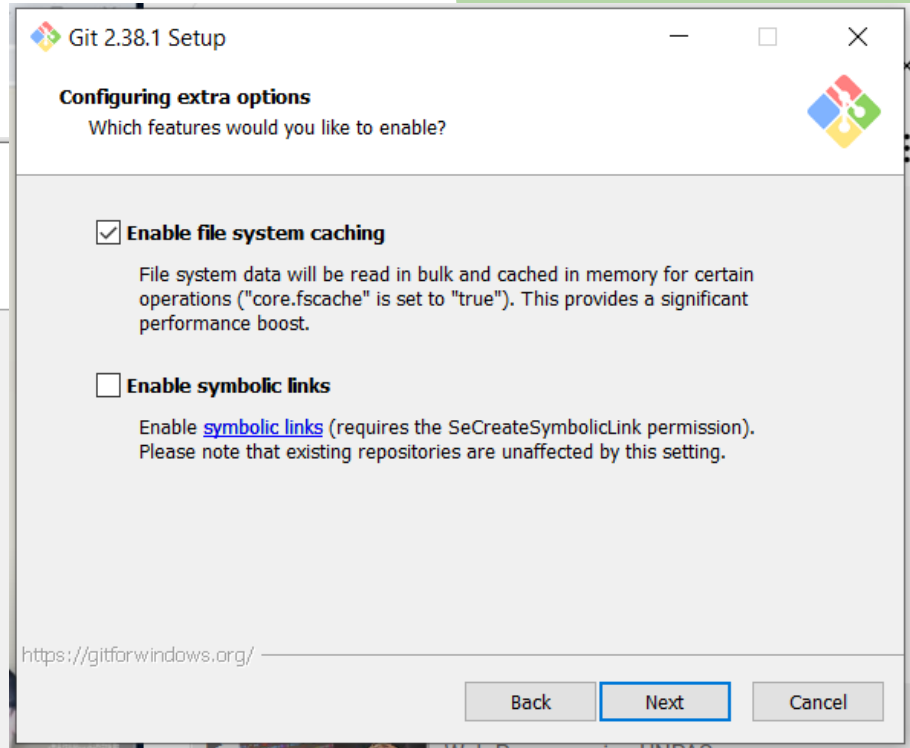 Git 2.38.1 Setup
Configuring extra options
Which features would you like to enable?
Enable file system caching
File system data will be read in bulk and cached in memory for certain
operations ("core.fscache" is set to "true"). This provides a significant
performance boost.
Enable symbolic links
Enable symbolic links (requires the SeCreateSymbolicLink permission).
Please note that existing repositories are unaffected by this setting.
https://gitforwindows.org/
Back
Next
Cancel